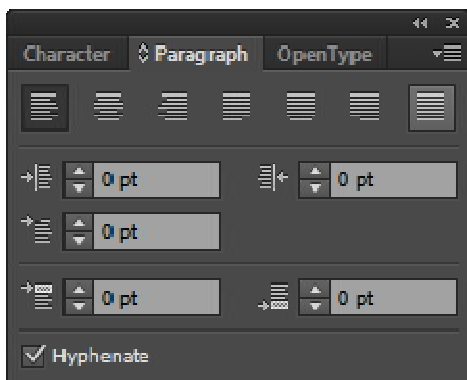 Character Paragraph OpenType
0 pt 0 pt
0 pt
0 pt 0 pt
Hyphenate